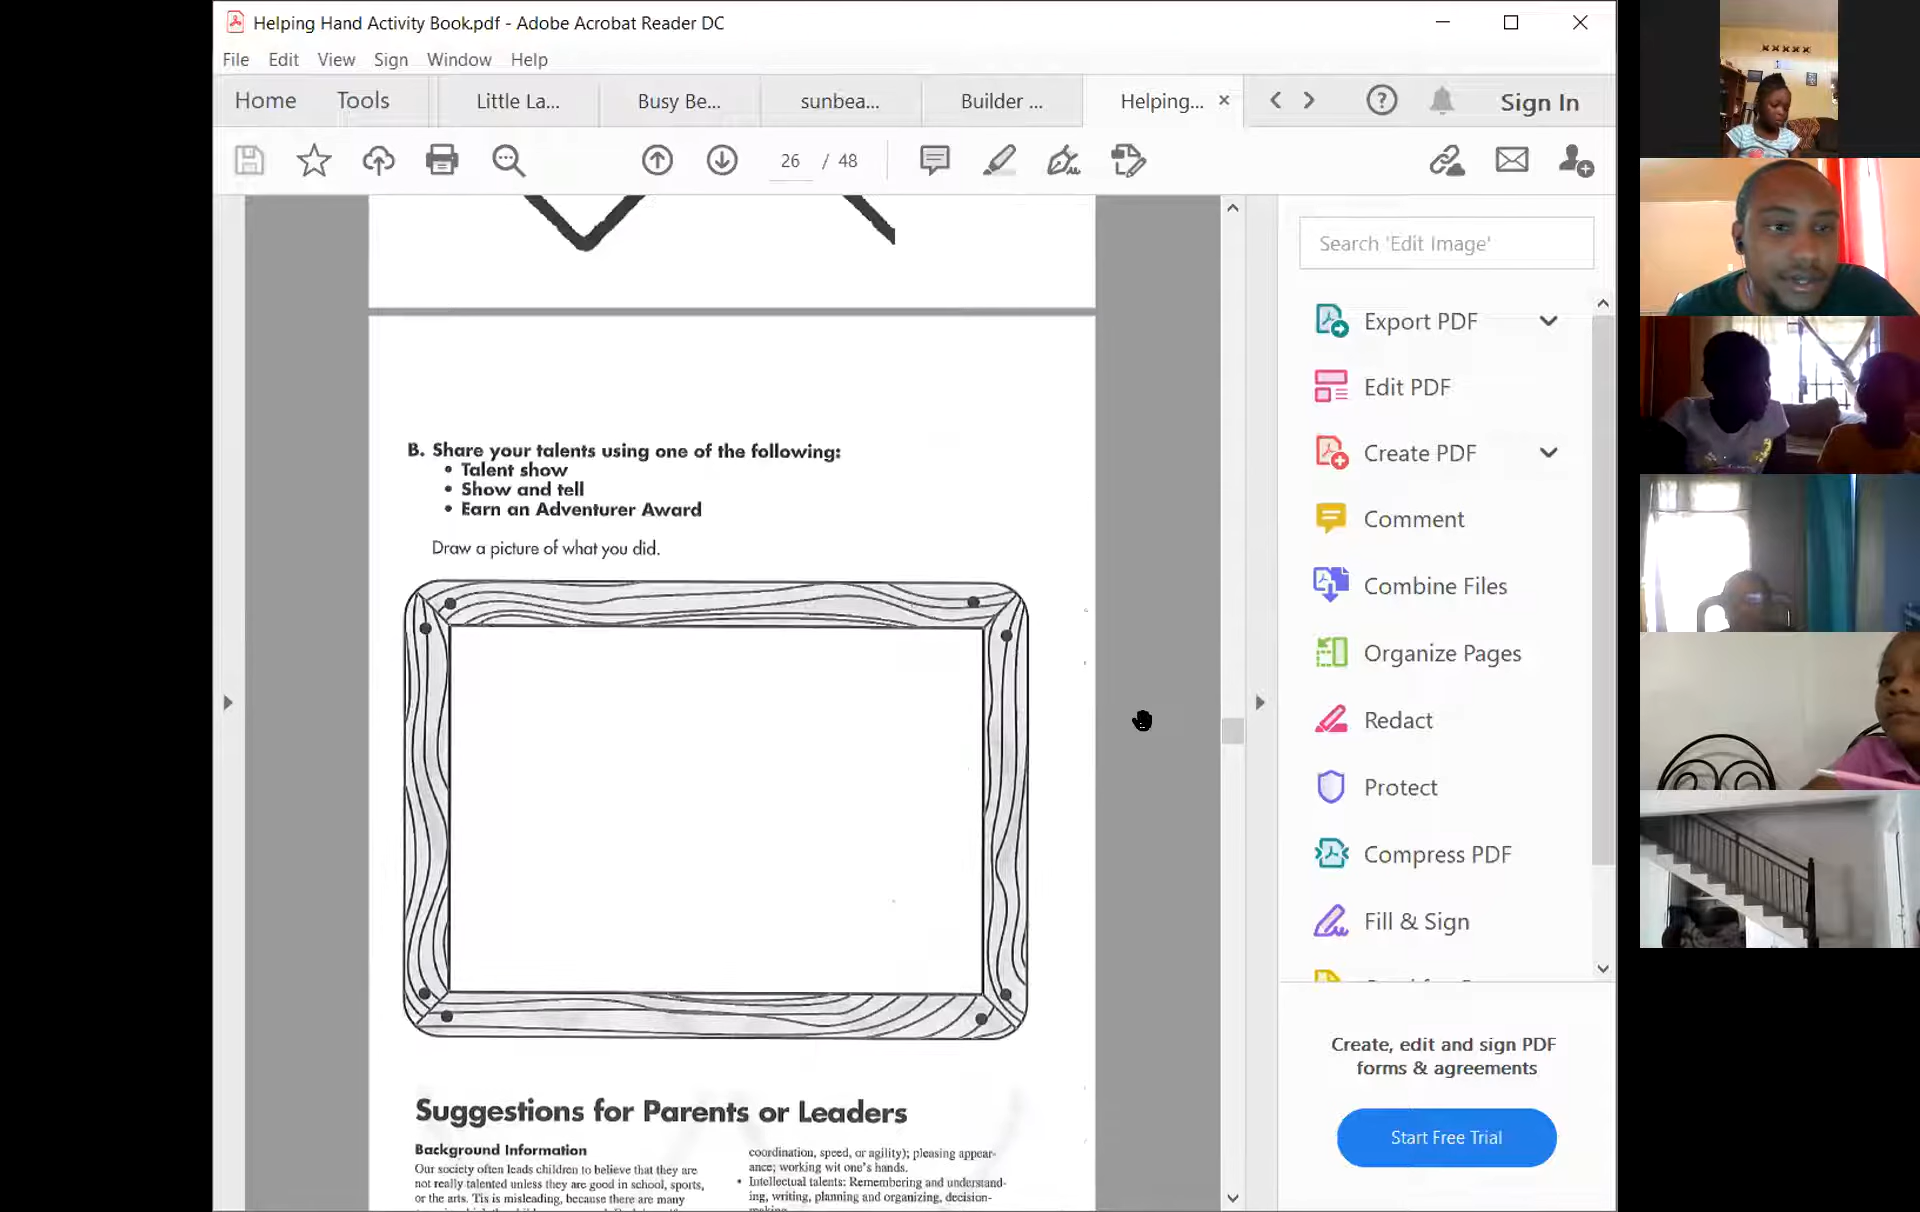 Helping Hand Activity Book.pdf - Adobe Acrobat Reader DC
File Edit View Sign Window Help
Home Tools Little La... Busy Be... sunbea... Builder ... Helping... Sign In
26 / 48
Search 'Edit Image'
B. Share your talents using one of the following:
• Talent show
• Show and tell
• Earn an Adventurer Award
Draw a picture of what you did.
Suggestions for Parents or Leaders
Background Information
Our society often leads children to believe that they are
not really talented unless they are good in school, sports,
or the arts. Tis is misleading, because there are many
coordination, speed, or agility); pleasing appear-
ance; working wit one's hands.
• Intellectual talents: Remembering and understand-
ing, writing, planning and organizing, decision-
Export PDF
Edit PDF
Create PDF
Comment
Combine Files
Organize Pages
Redact
Protect
Compress PDF
Fill & Sign
Create, edit and sign PDF
forms & agreements
Start Free Trial